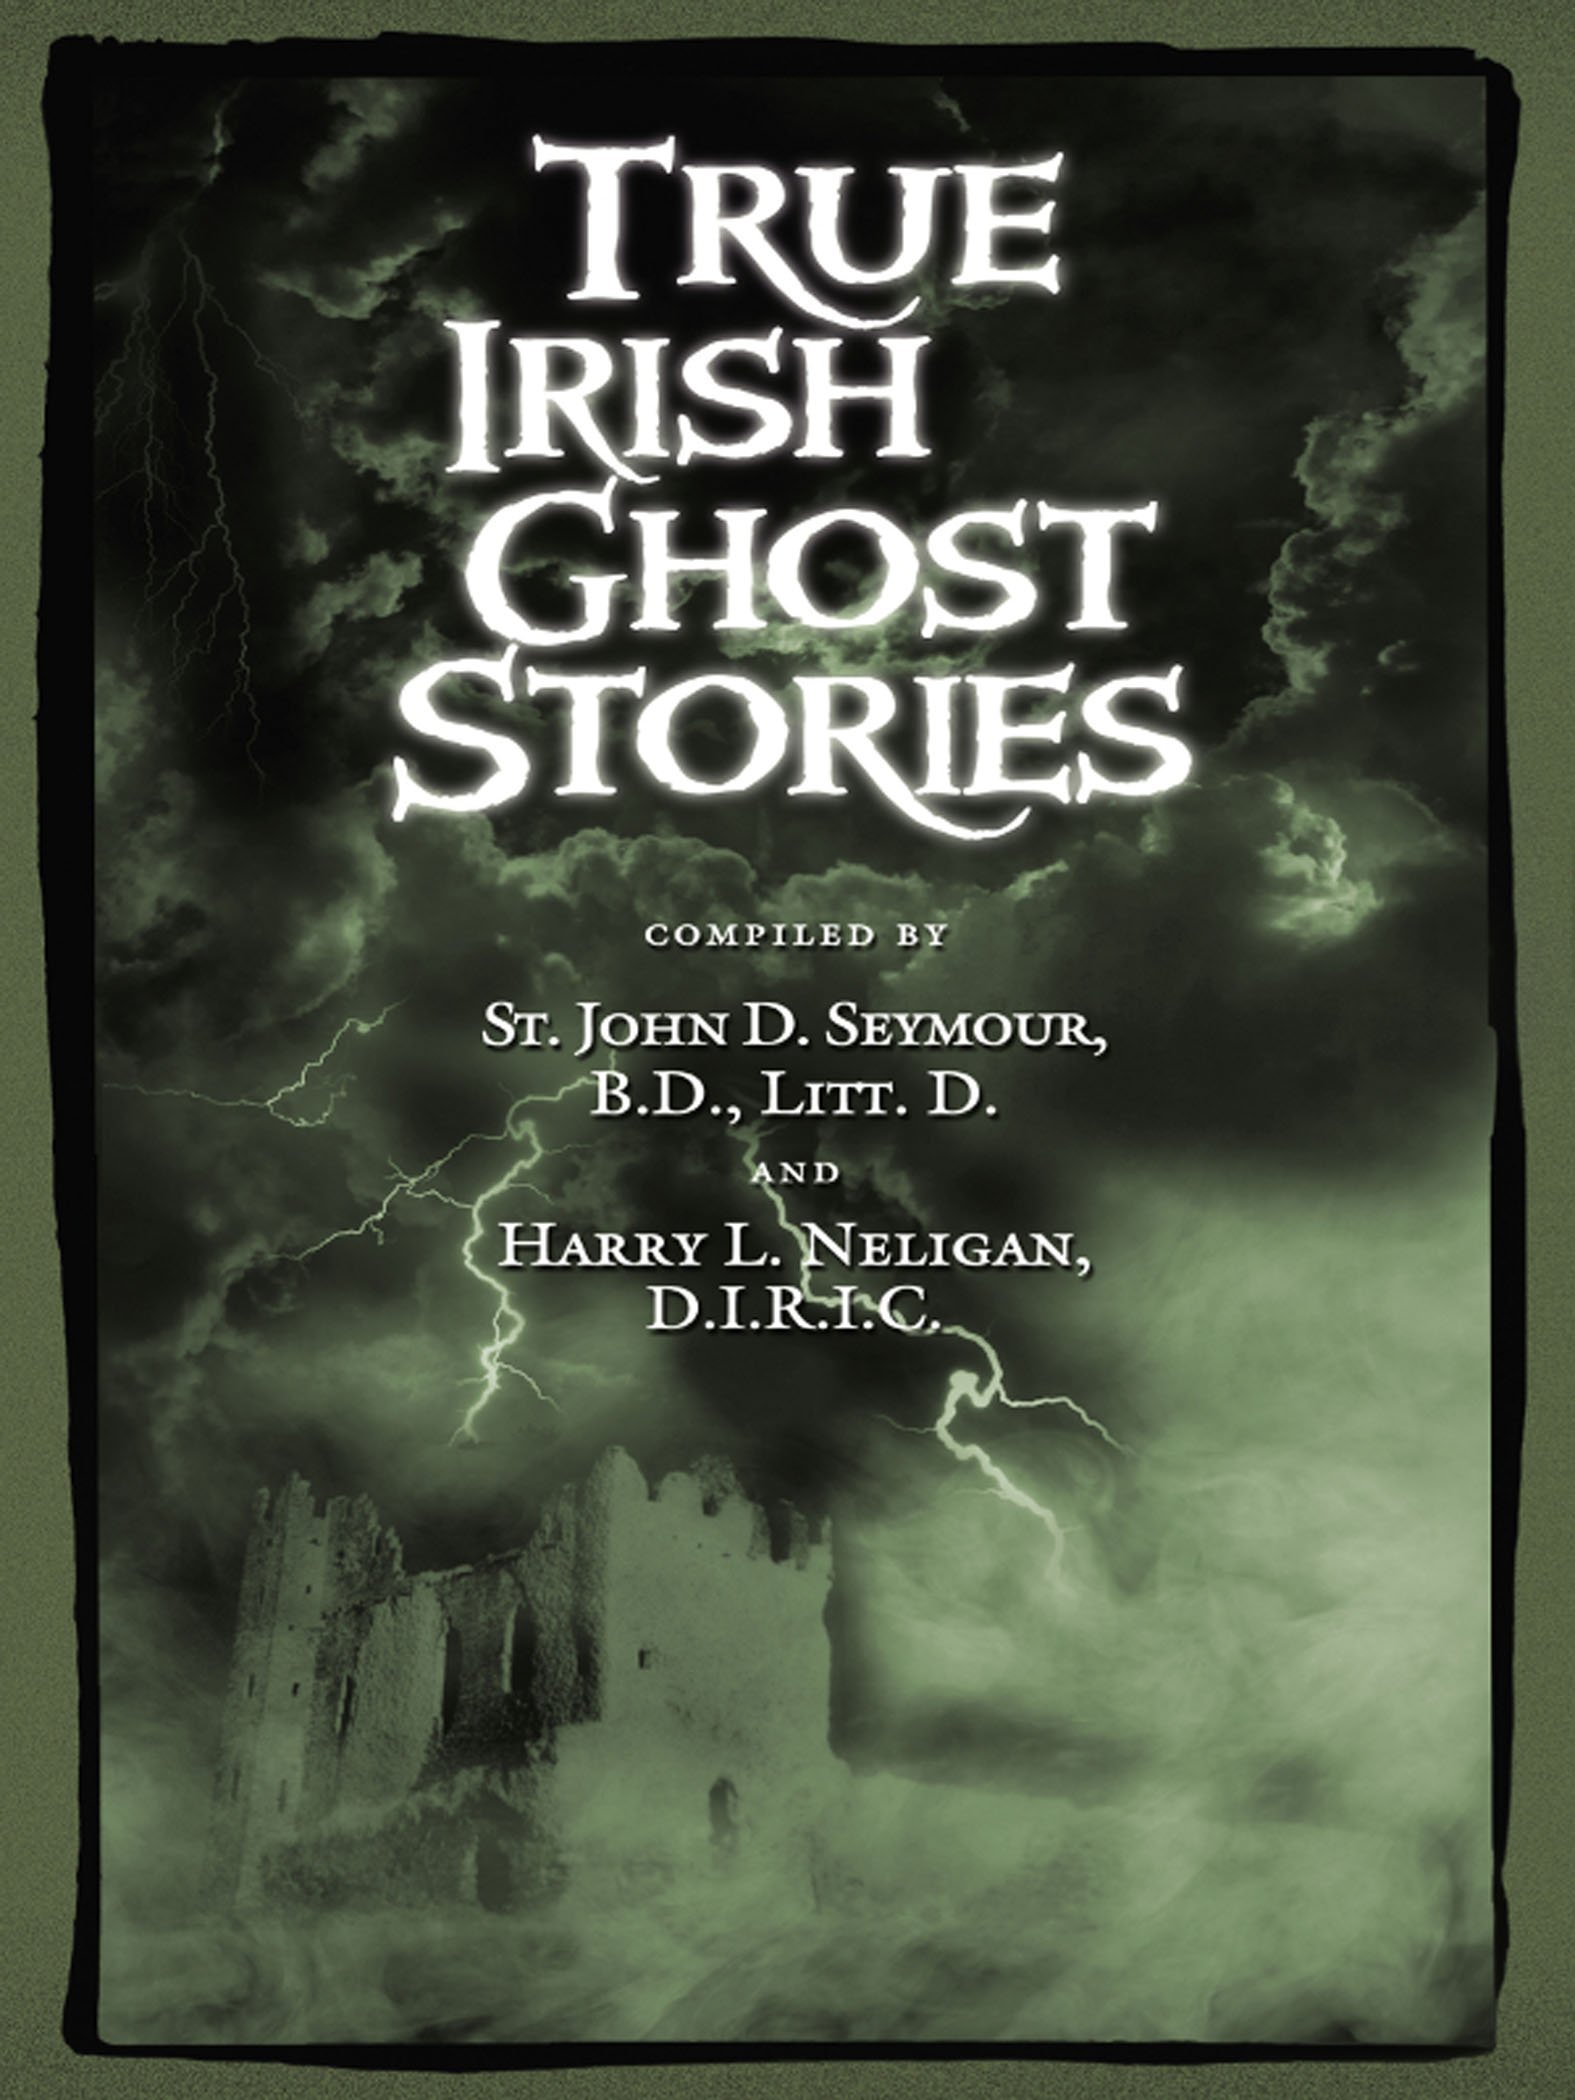 TRUE
IRISH
GHOST
STORIES
COMPILED BY
ST. JOHN D. SEYMOUR,
B.D., LITT. D.
AND
HARRY L. NELIGAN,
D.I.R.I.C.